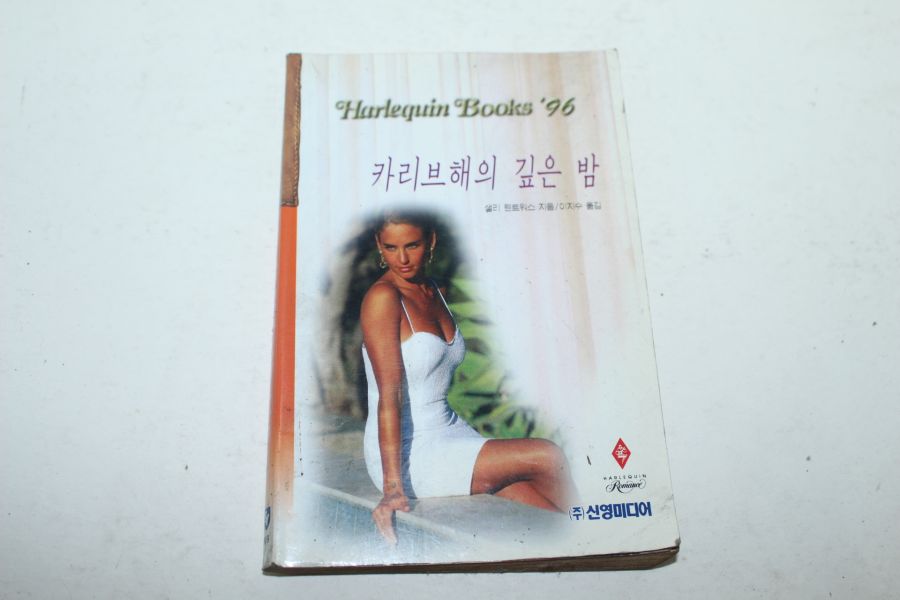 Harlequin Books '96
카리브해의 깊은 밤
샐리 웬트워스 지음/이지수 옮김
HARLEQUIN
Romance
(주)신영미디어